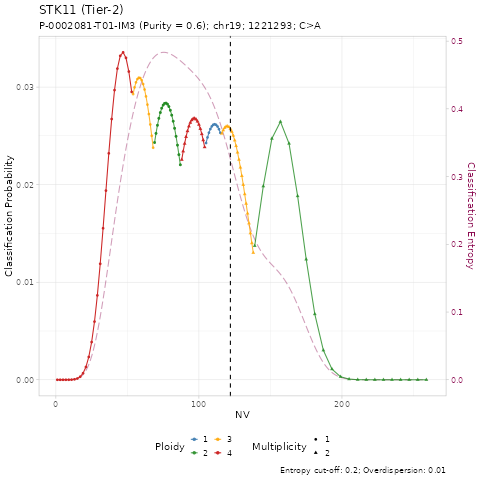 STK11 (Tier-2)
P-0002081-T01-IM3 (Purity = 0.6); chr19; 1221293; C>A
Classification Probability
0.03
0.02
0.01
0.00
0.5
0.4
0.3
0.2
0.1
0.0
Classification Entropy
0 100 200
NV
Ploidy 1 3 Multiplicity 1
2 4 2
Entropy cut-off: 0.2; Overdispersion: 0.01